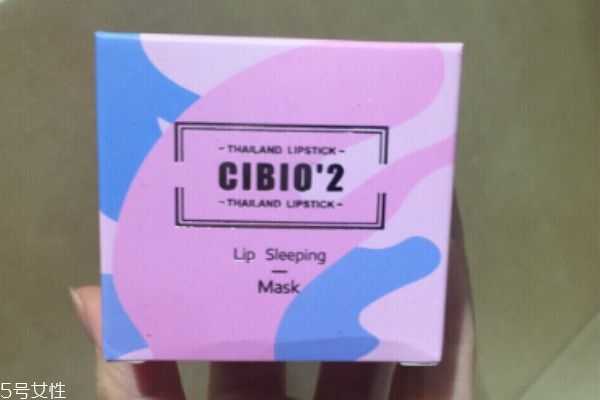 ~THAILAND LIPSTICK~
CIBIO'2
~THAILAND LIPSTICK~
Lip Sleeping
Mask
5号女性